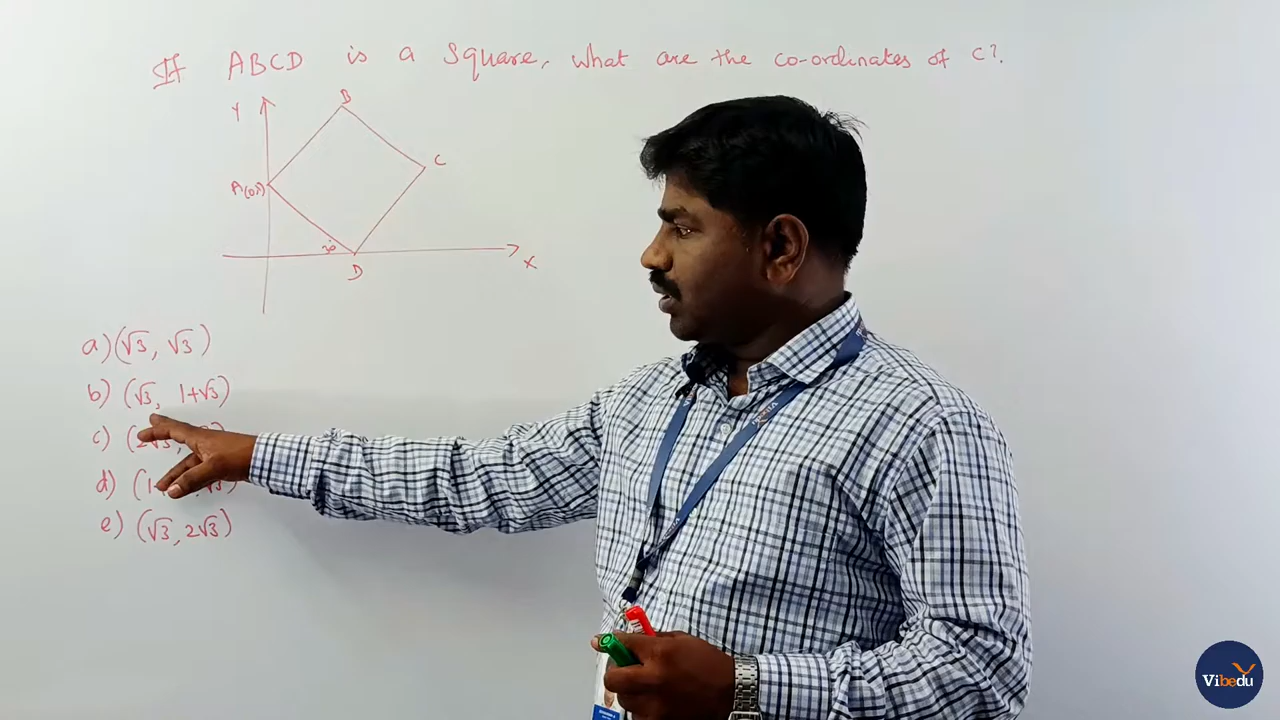 If ABCD is a square, what are the co-ordinates of C?
Y
B
C
A(0,1)
30°
D
X
a) (√3, √3)
b) (√3, 1+√3)
c)
d) (1
e) (√3, 2√3)
Vibedu